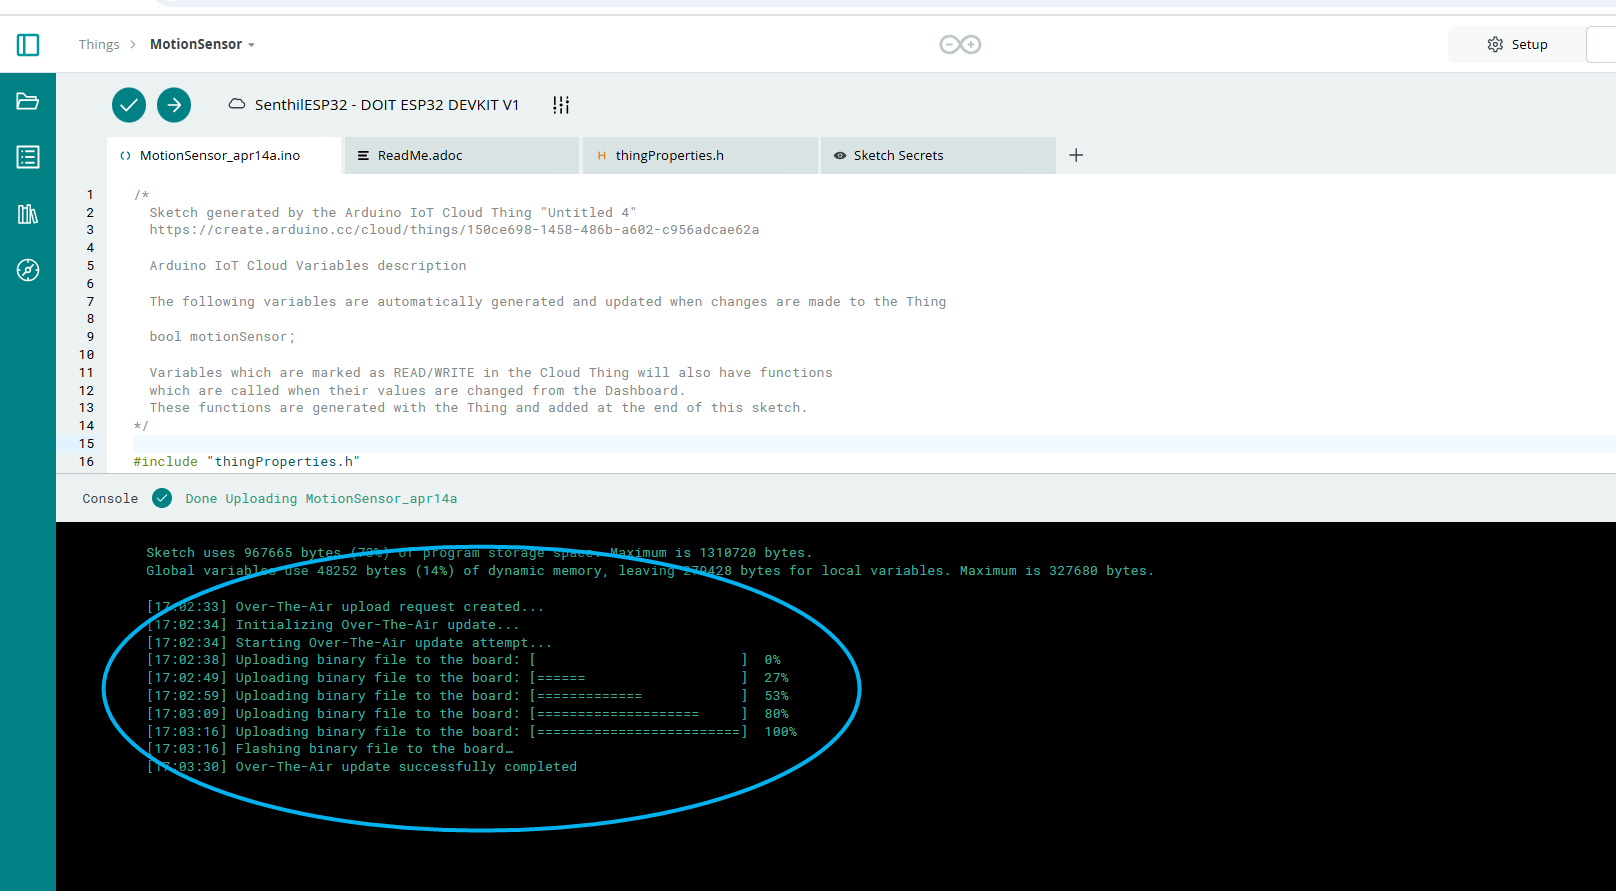 Things > MotionSensor
Setup
SenthilESP32 - DOIT ESP32 DEVKIT V1
MotionSensor_apr14a.ino
ReadMe.adoc
H thingProperties.h
Sketch Secrets
1 /*
2 Sketch generated by the Arduino IoT Cloud Thing "Untitled 4"
3 https://create.arduino.cc/cloud/things/150ce698-1458-486b-a602-c956adcae62a
4
5 Arduino IoT Cloud Variables description
6
7 The following variables are automatically generated and updated when changes are made to the Thing
8
9 bool motionSensor;
10
11 Variables which are marked as READ/WRITE in the Cloud Thing will also have functions
12 which are called when their values are changed from the Dashboard.
13 These functions are generated with the Thing and added at the end of this sketch.
14 */
15
16 #include "thingProperties.h"
Console Done Uploading MotionSensor_apr14a
Sketch uses 967665 bytes (73%) of program storage space. Maximum is 1310720 bytes.
Global variables use 48252 bytes (14%) of dynamic memory, leaving 279428 bytes for local variables. Maximum is 327680 bytes.
[17:02:33] Over-The-Air upload request created...
[17:02:34] Initializing Over-The-Air update...
[17:02:34] Starting Over-The-Air update attempt...
[17:02:38] Uploading binary file to the board: [                         ]  0%
[17:02:49] Uploading binary file to the board: [======                   ]  27%
[17:02:59] Uploading binary file to the board: [=============            ]  53%
[17:03:09] Uploading binary file to the board: [====================     ]  80%
[17:03:16] Uploading binary file to the board: [=========================]  100%
[17:03:16] Flashing binary file to the board…
[17:03:30] Over-The-Air update successfully completed